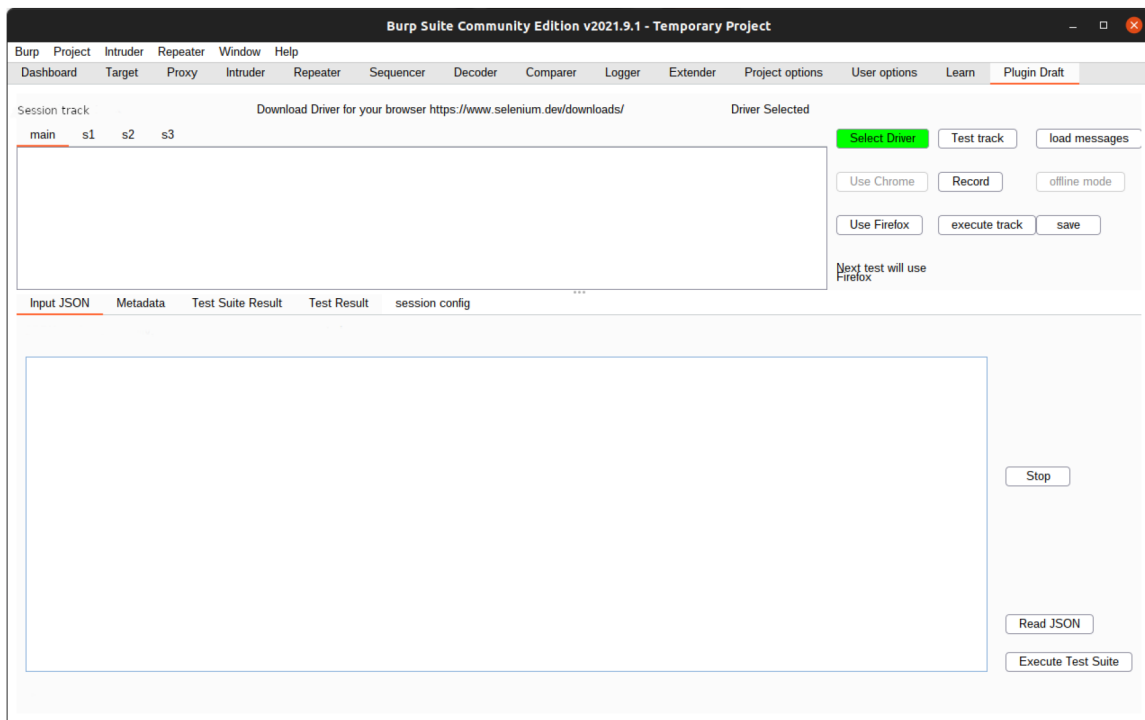 Burp Suite Community Edition v2021.9.1 - Temporary Project
Burp Project Intruder Repeater Window Help
Dashboard Target Proxy Intruder Repeater Sequencer Decoder Comparer Logger Extender Project options User options Learn Plugin Draft
Session track Download Driver for your browser https://www.selenium.dev/downloads/ Driver Selected
main s1 s2 s3
Select Driver Test track load messages
Use Chrome Record offline mode
Use Firefox execute track save
Next test will use
Firefox
Input JSON Metadata Test Suite Result Test Result session config
Stop
Read JSON
Execute Test Suite